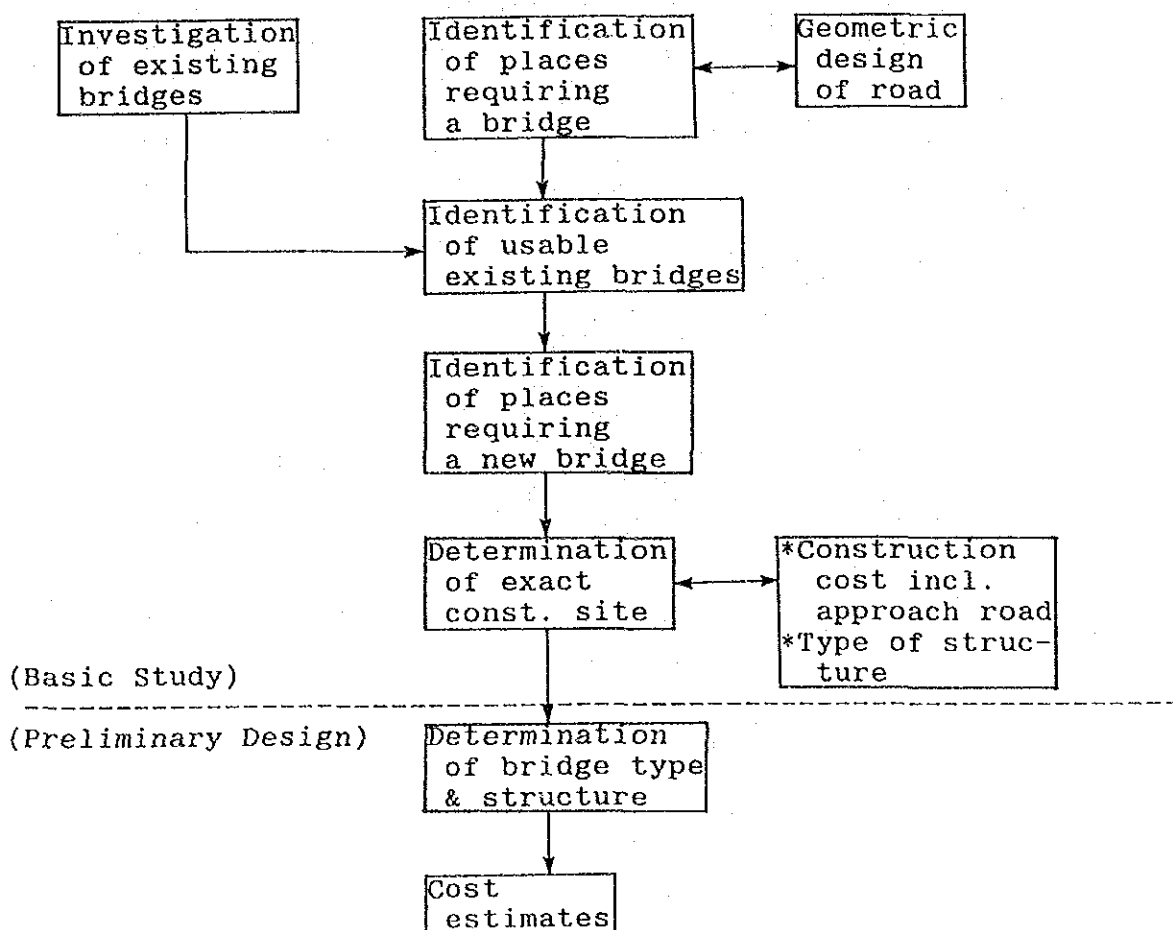 Investigation
of existing
bridges
Identification
of places
requiring
a bridge
Geometric
design
of road
Identification
of usable
existing bridges
Identification
of places
requiring
a new bridge
Determination
of exact
const. site
*Construction
cost incl.
approach road
*Type of struc-
ture
(Basic Study)
(Preliminary Design)
Determination
of bridge type
& structure
Cost
estimates